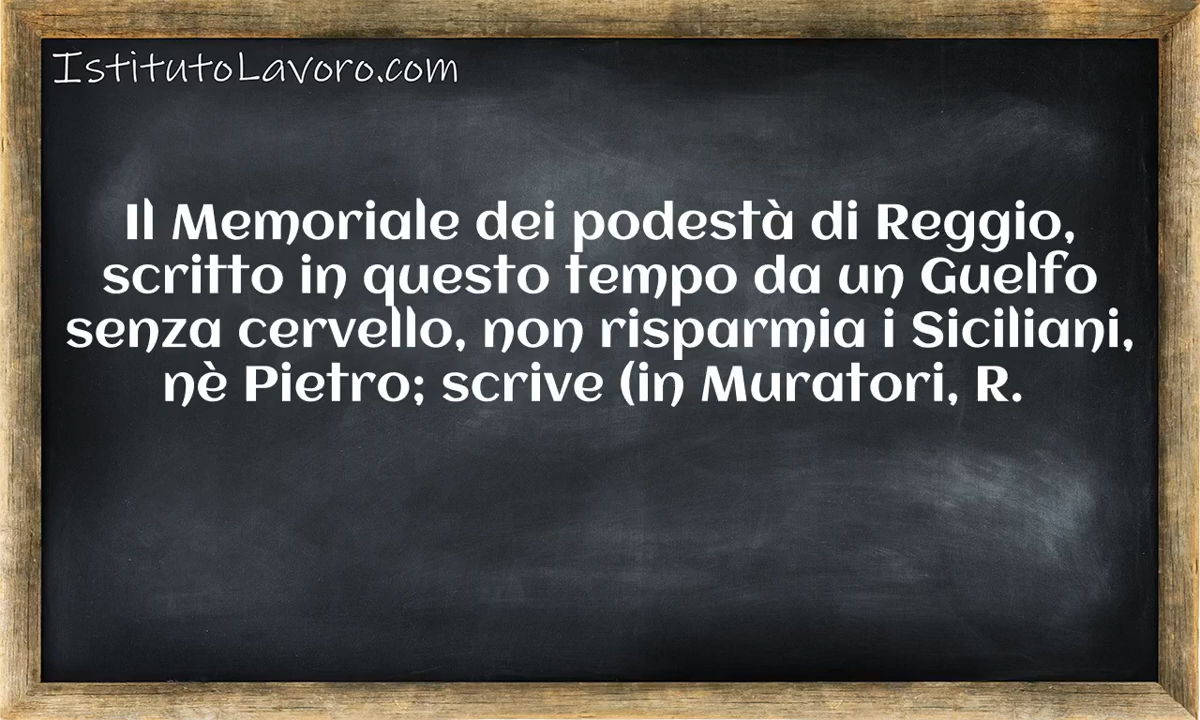 IstitutoLavoro.com
Il Memoriale dei podestà di Reggio,
scritto in questo tempo da un Guelfo
senza cervello, non risparmia i Siciliani,
nè Pietro; scrive (in Muratori, R.